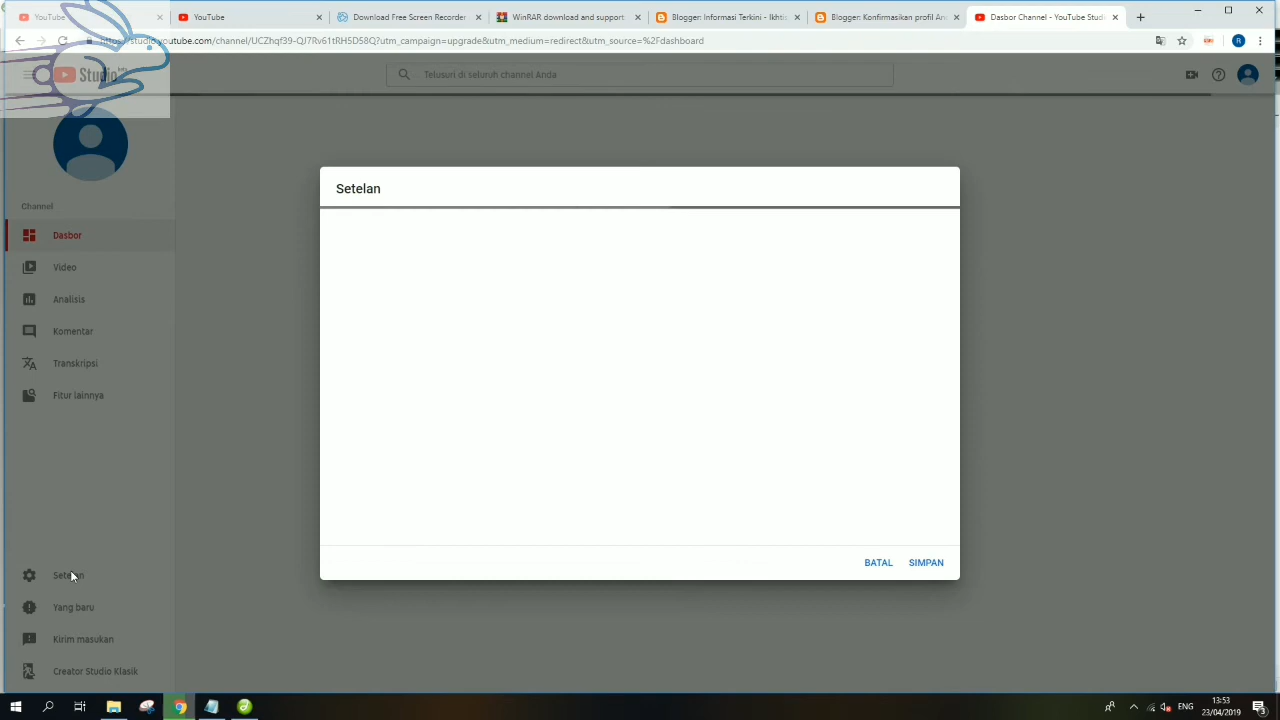 YouTube
YouTube
Download Free Screen Recorder
WinRAR download and support
Blogger: Informasi Terkini - Ikhti
Blogger: Konfirmasikan profil An
Dasbor Channel - YouTube Studi
https://studio.youtube.com/channel/UCZhqf39-QJ7Rv61tRH5D58Q?utm_campaign=upgrade&utm_medium=redirect&utm_source=%2Fdashboard
Studio
Telusuri di seluruh channel Anda
R
Setelan
Channel
Dasbor
Video
Analisis
Komentar
Transkripsi
Fitur lainnya
BATAL SIMPAN
Setelan
Yang baru
Kirim masukan
Creator Studio Klasik
ENG
13:53
23/04/2019